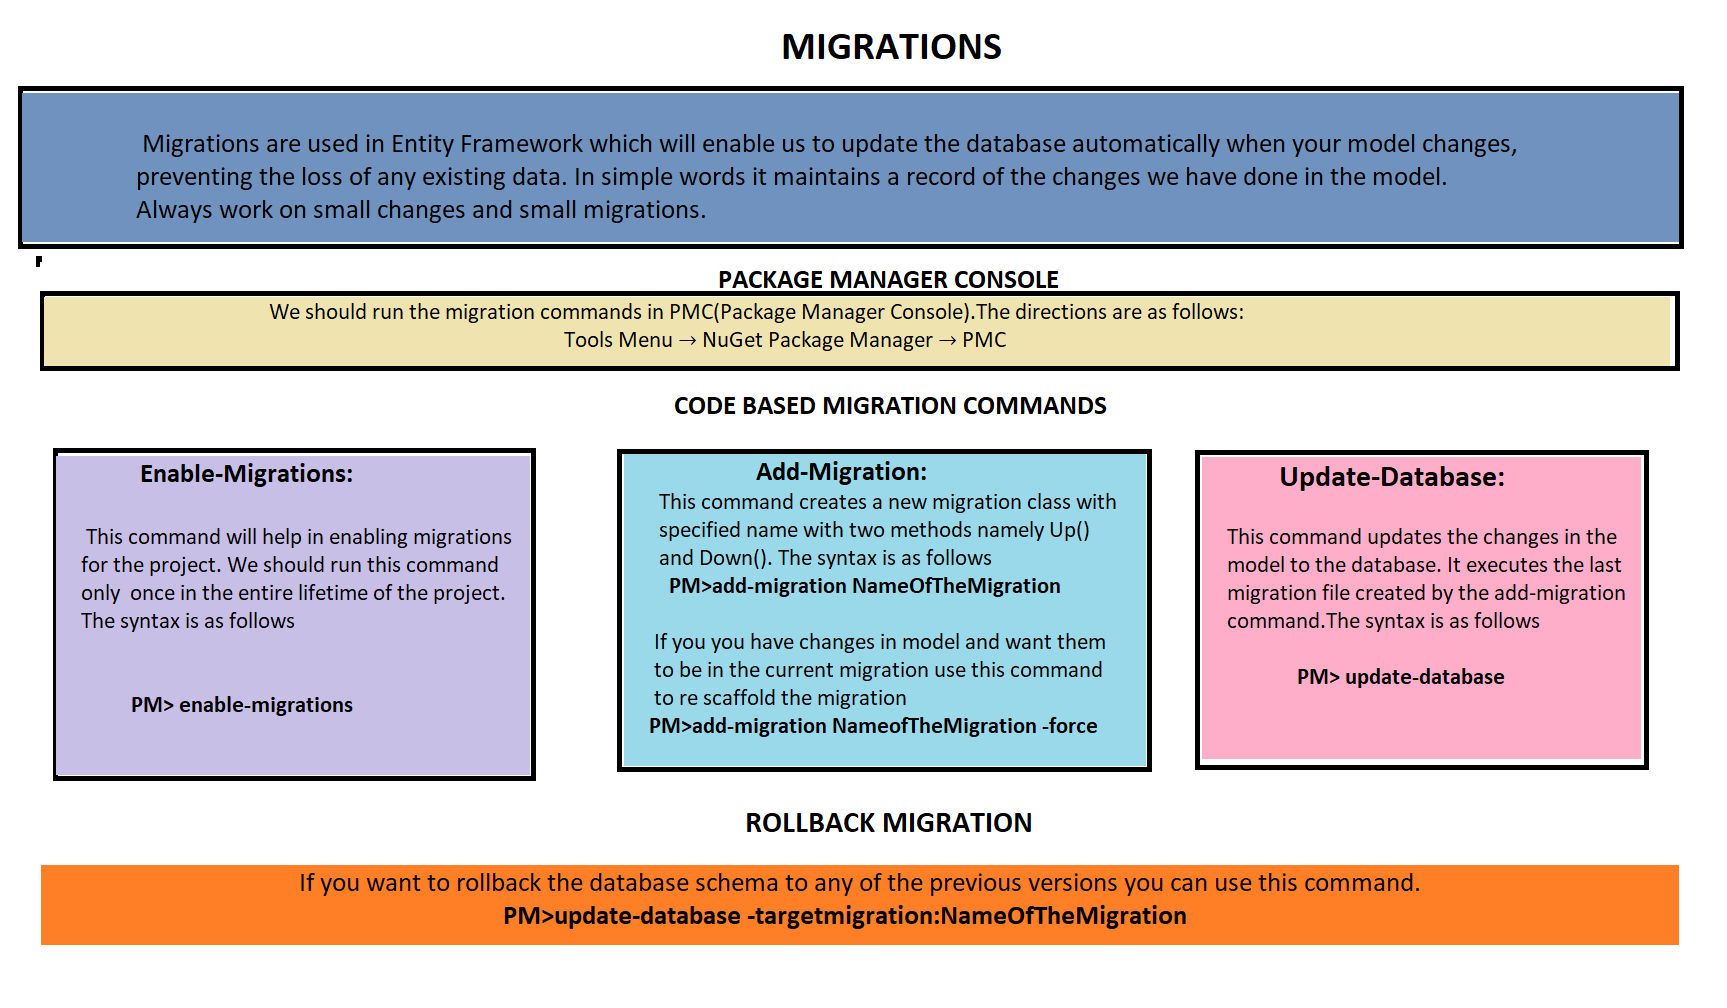 MIGRATIONS
Migrations are used in Entity Framework which will enable us to update the database automatically when your model changes,
preventing the loss of any existing data. In simple words it maintains a record of the changes we have done in the model.
Always work on small changes and small migrations.
PACKAGE MANAGER CONSOLE
We should run the migration commands in PMC(Package Manager Console).The directions are as follows:
Tools Menu → NuGet Package Manager → PMC
CODE BASED MIGRATION COMMANDS
Enable-Migrations:
This command will help in enabling migrations
for the project. We should run this command
only  once in the entire lifetime of the project.
The syntax is as follows
PM> enable-migrations
Add-Migration:
This command creates a new migration class with
specified name with two methods namely Up()
and Down(). The syntax is as follows
PM>add-migration NameOfTheMigration
If you you have changes in model and want them
to be in the current migration use this command
to re scaffold the migration
PM>add-migration NameofTheMigration -force
Update-Database:
This command updates the changes in the
model to the database. It executes the last
migration file created by the add-migration
command.The syntax is as follows
PM> update-database
ROLLBACK MIGRATION
If you want to rollback the database schema to any of the previous versions you can use this command.
PM>update-database -targetmigration:NameOfTheMigration